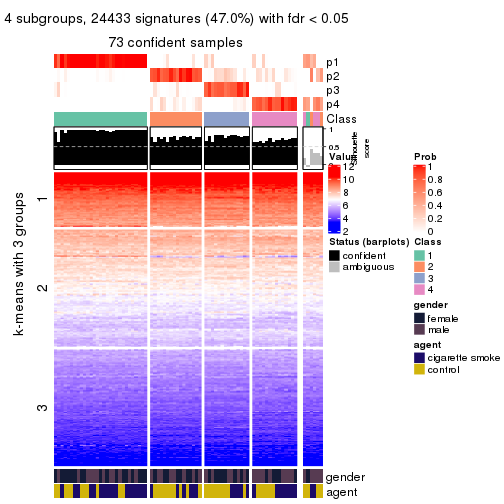 4 subgroups, 24433 signatures (47.0%) with fdr < 0.05
73 confident samples
p1
p2
p3
p4
Class
1
0.5
0
Silhouette
score
k-means with 3 groups
1
2
3
gender
agent
Value
12
10
8
6
4
2
Status (barplots)
confident
ambiguous
Prob
1
0.8
0.6
0.4
0.2
0
Class
1
2
3
4
gender
female
male
agent
cigarette smoke
control